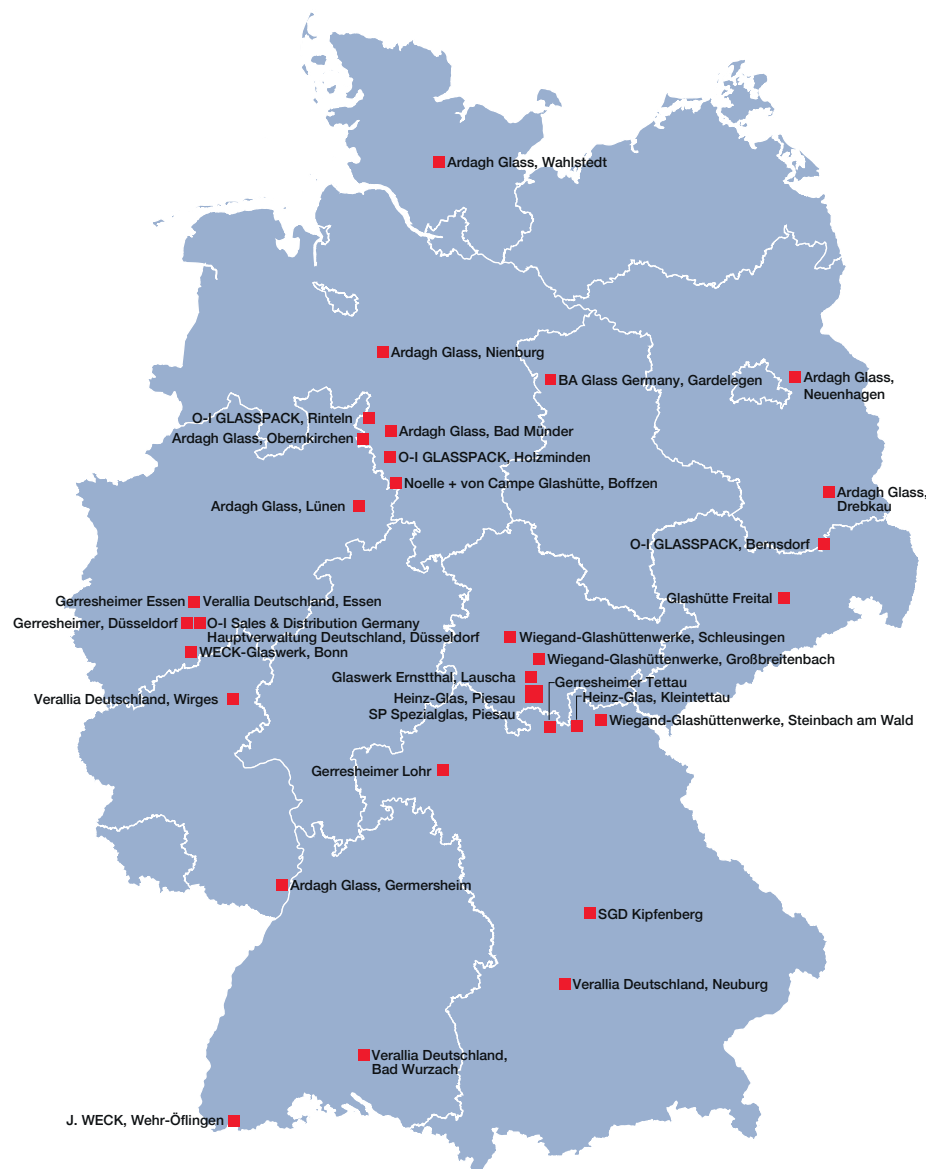 Ardagh Glass, Wahlstedt
Ardagh Glass, Nienburg
BA Glass Germany, Gardelegen
Ardagh Glass,
Neuenhagen
O-I GLASSPACK, Rinteln
Ardagh Glass, Bad Münder
Ardagh Glass, Obernkirchen
O-I GLASSPACK, Holzminden
Noelle + von Campe Glashütte, Boffzen
Ardagh Glass,
Drebkau
Ardagh Glass, Lünen
O-I GLASSPACK, Bernsdorf
Glashütte Freital
Gerresheimer Essen
Verallia Deutschland, Essen
Gerresheimer, Düsseldorf
O-I Sales & Distribution Germany
Hauptverwaltung Deutschland, Düsseldorf
WECK-Glaswerk, Bonn
Wiegand-Glashüttenwerke, Schleusingen
Wiegand-Glashüttenwerke, Großbreitenbach
Glaswerk Ernstthal, Lauscha
Gerresheimer Tettau
Verallia Deutschland, Wirges
Heinz-Glas, Piesau
Heinz-Glas, Kleintettau
SP Spezialglas, Piesau
Wiegand-Glashüttenwerke, Steinbach am Wald
Gerresheimer Lohr
Ardagh Glass, Germersheim
SGD Kipfenberg
Verallia Deutschland, Neuburg
Verallia Deutschland,
Bad Wurzach
J. WECK, Wehr-Öflingen